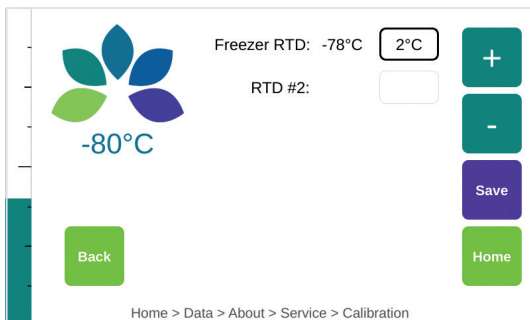 Freezer RTD: -78°C 2°C +
RTD #2:
-
-80°C
Save
Back
Home
Home > Data > About > Service > Calibration